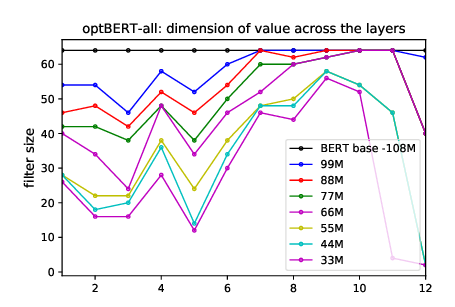 optBERT-all: dimension of value across the layers
filter size
60
50
40
30
20
10
0
2
4
6
8
10
12
BERT base -108M
99M
88M
77M
66M
55M
44M
33M